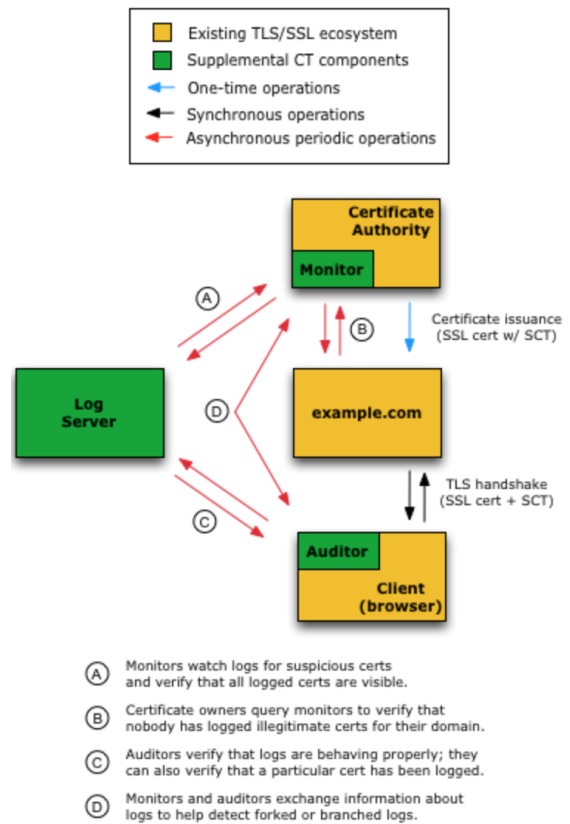 Existing TLS/SSL ecosystem
Supplemental CT components
One-time operations
Synchronous operations
Asynchronous periodic operations
Certificate
Authority
Monitor
A
B
Certificate issuance
(SSL cert w/ SCT)
Log
Server
D
example.com
TLS handshake
(SSL cert + SCT)
C
Auditor
Client
(browser)
A Monitors watch logs for suspicious certs
and verify that all logged certs are visible.
B Certificate owners query monitors to verify that
nobody has logged illegitimate certs for their domain.
C Auditors verify that logs are behaving properly; they
can also verify that a particular cert has been logged.
D Monitors and auditors exchange information about
logs to help detect forked or branched logs.